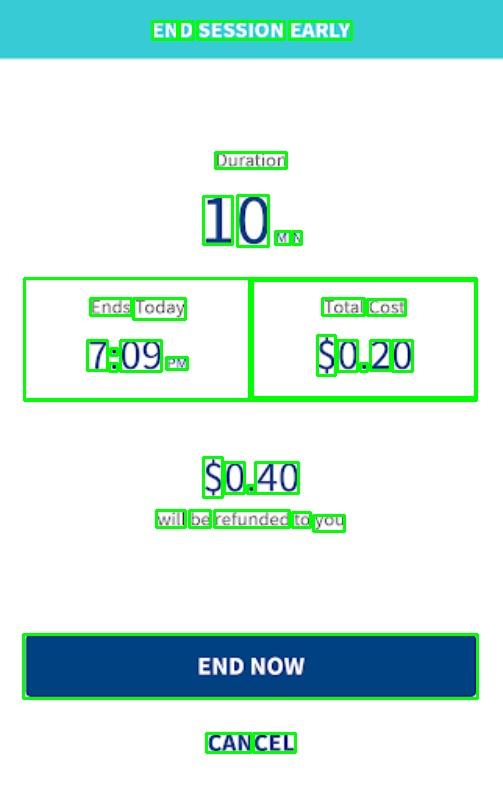 END SESSION EARLY
Duration
10 MIN
Ends Today
Total Cost
7:09 PM
$0.20
$0.40
will be refunded to you
END NOW
CANCEL